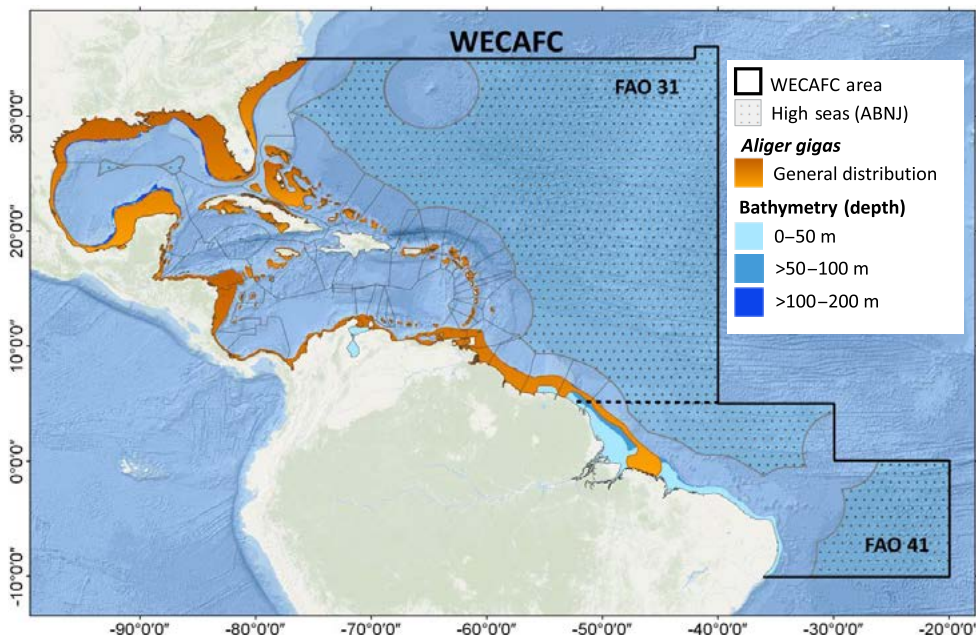 WECAFC
FAO 31
WECAFC area
High seas (ABNJ)
Aliger gigas
General distribution
Bathymetry (depth)
0–50 m
>50–100 m
>100–200 m
FAO 41
30°0'0"
20°0'0"
10°0'0"
0°0'0"
-10°0'0"
-90°0'0" -80°0'0" -70°0'0" -60°0'0" -50°0'0" -40°0'0" -30°0'0" -20°0'0"